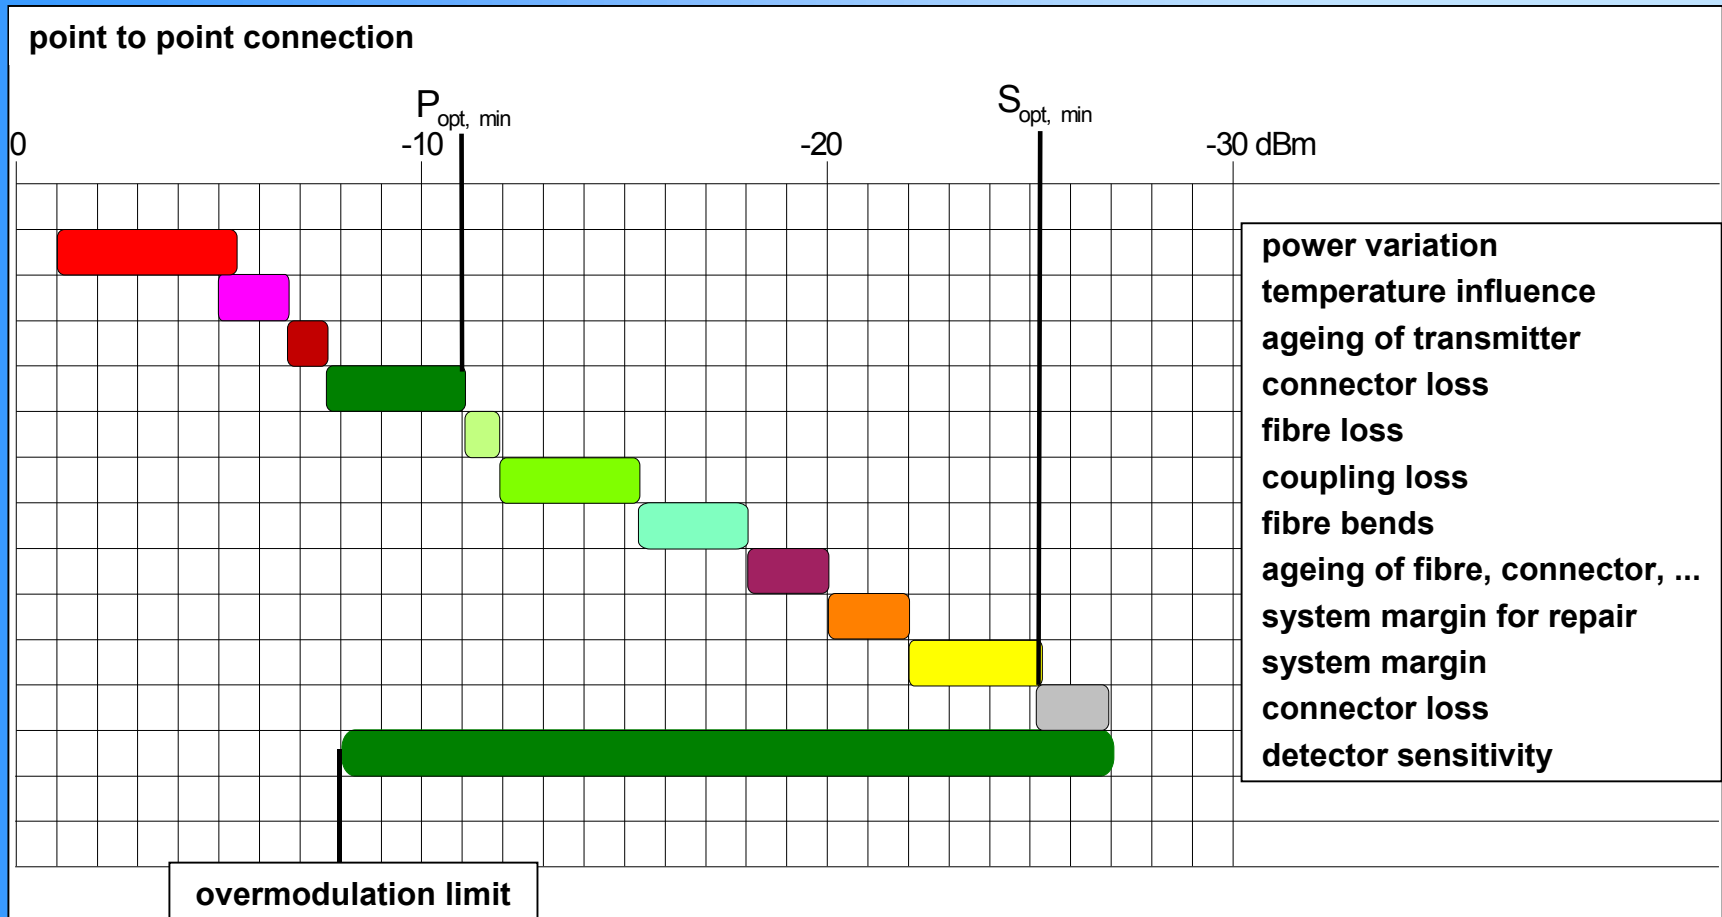 point to point connection
P opt, min
S opt, min
0 -10 -20 -30 dBm
power variation
temperature influence
ageing of transmitter
connector loss
fibre loss
coupling loss
fibre bends
ageing of fibre, connector, ...
system margin for repair
system margin
connector loss
detector sensitivity
overmodulation limit